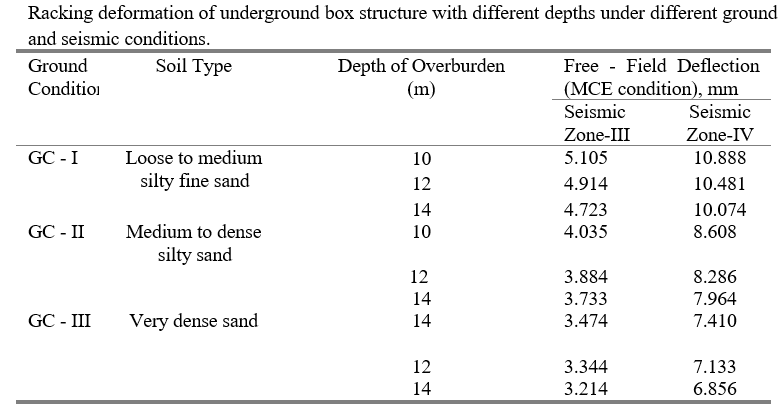 Racking deformation of underground box structure with different depths under different ground
and seismic conditions.
Ground Soil Type Depth of Overburden Free - Field Deflection
Condition (m) (MCE condition), mm
Seismic Seismic
Zone-III Zone-IV
GC - I Loose to medium 10 5.105 10.888
silty fine sand 12 4.914 10.481
14 4.723 10.074
GC - II Medium to dense 10 4.035 8.608
silty sand
12 3.884 8.286
14 3.733 7.964
GC - III Very dense sand 14 3.474 7.410
12 3.344 7.133
14 3.214 6.856